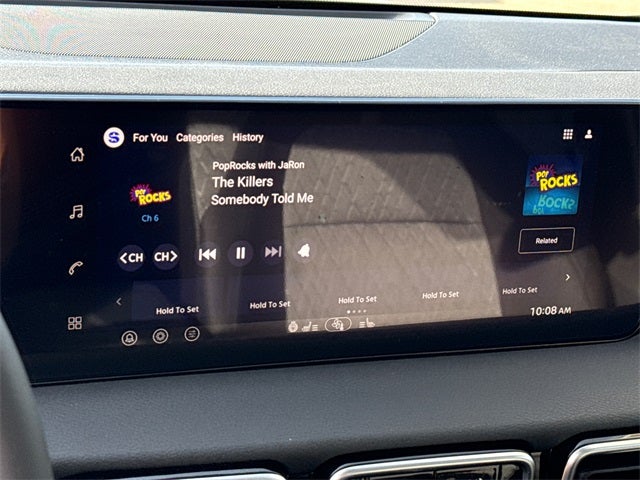 For You Categories History
PopRocks with JaRon
The Killers
Somebody Told Me
POP
ROCKS
Ch 6
POP
ROCKS
Related
<CH CH>
Hold To Set Hold To Set Hold To Set Hold To Set Hold To Set
10:08 AM